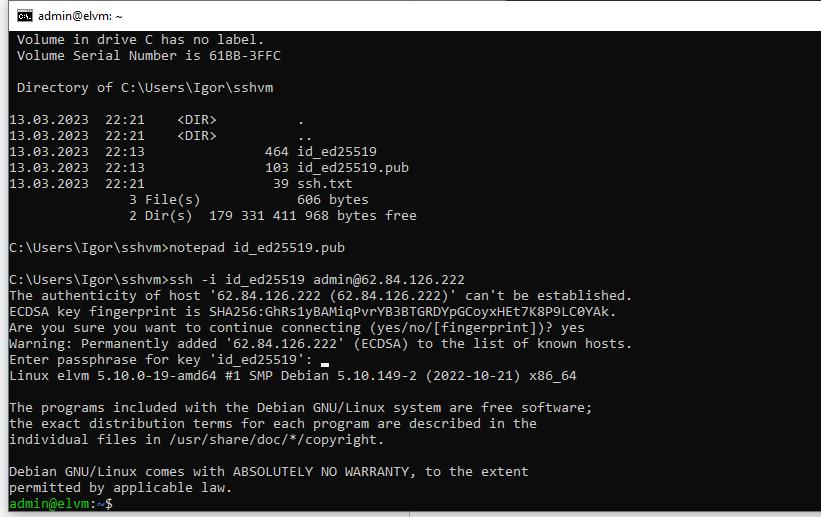 admin@elvm: ~
Volume in drive C has no label.
Volume Serial Number is 61BB-3FFC
Directory of C:\Users\Igor\sshvm
13.03.2023  22:21    <DIR>          .
13.03.2023  22:21    <DIR>          ..
13.03.2023  22:13               464 id_ed25519
13.03.2023  22:13               103 id_ed25519.pub
13.03.2023  22:21                39 ssh.txt
3 File(s)            606 bytes
2 Dir(s)  179 331 411 968 bytes free
C:\Users\Igor\sshvm>notepad id_ed25519.pub
C:\Users\Igor\sshvm>ssh -i id_ed25519 admin@62.84.126.222
The authenticity of host '62.84.126.222 (62.84.126.222)' can't be established.
ECDSA key fingerprint is SHA256:GhRs1yBAMiqPvrYB3BTGRDYpGCoyxHEt7K8P9LC0YAk.
Are you sure you want to continue connecting (yes/no/[fingerprint])? yes
Warning: Permanently added '62.84.126.222' (ECDSA) to the list of known hosts.
Enter passphrase for key 'id_ed25519':
Linux elvm 5.10.0-19-amd64 #1 SMP Debian 5.10.149-2 (2022-10-21) x86_64
The programs included with the Debian GNU/Linux system are free software;
the exact distribution terms for each program are described in the
individual files in /usr/share/doc/*/copyright.
Debian GNU/Linux comes with ABSOLUTELY NO WARRANTY, to the extent
permitted by applicable law.
admin@elvm:~$